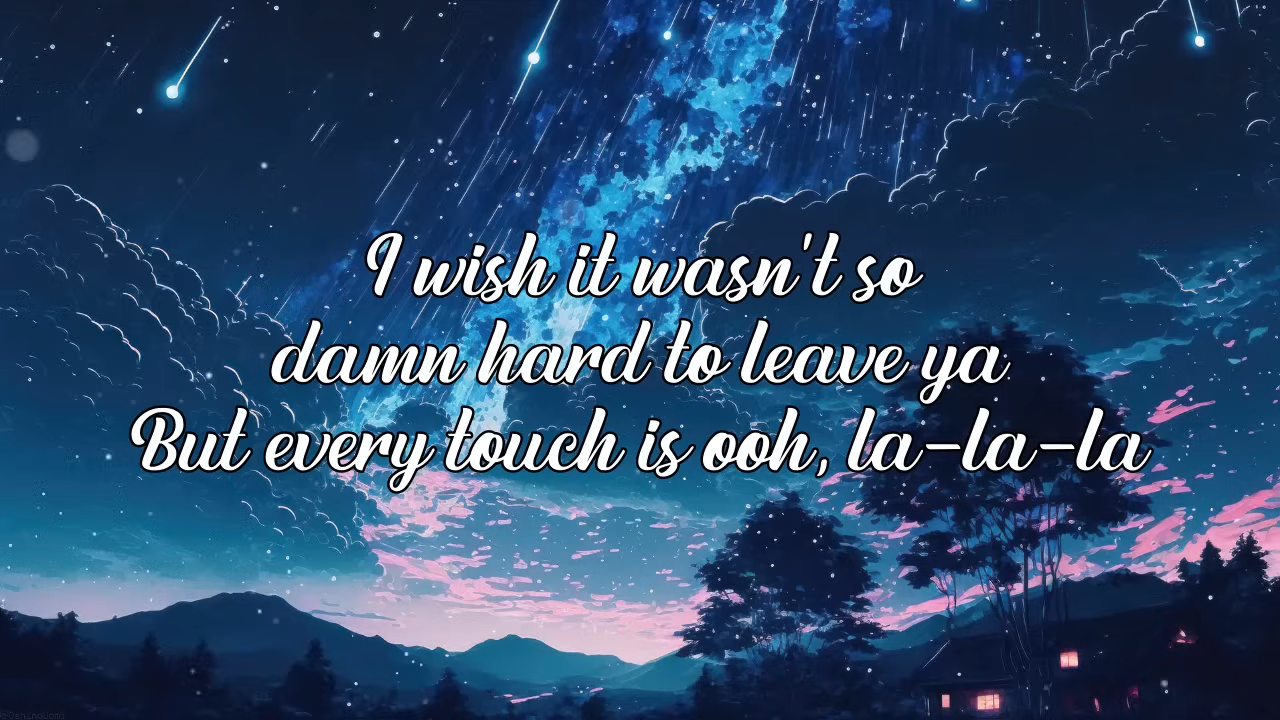 I wish it wasn't so
damn hard to leave ya
But every touch is ooh, la-la-la